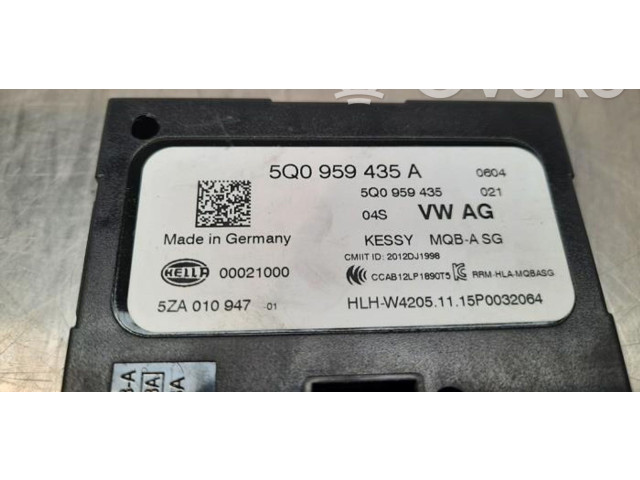 5Q0 959 435 A 0604
5Q0 959 435 021
04S VW AG
Made in Germany KESSY MQB-A SG
CMIIT ID: 2012DJ1998
HELLA 00021000 CCAB12LP1890T5 RRM-HLA-MQBASG
5ZA 010 947 -01 HLH-W4205.11.15P0032064